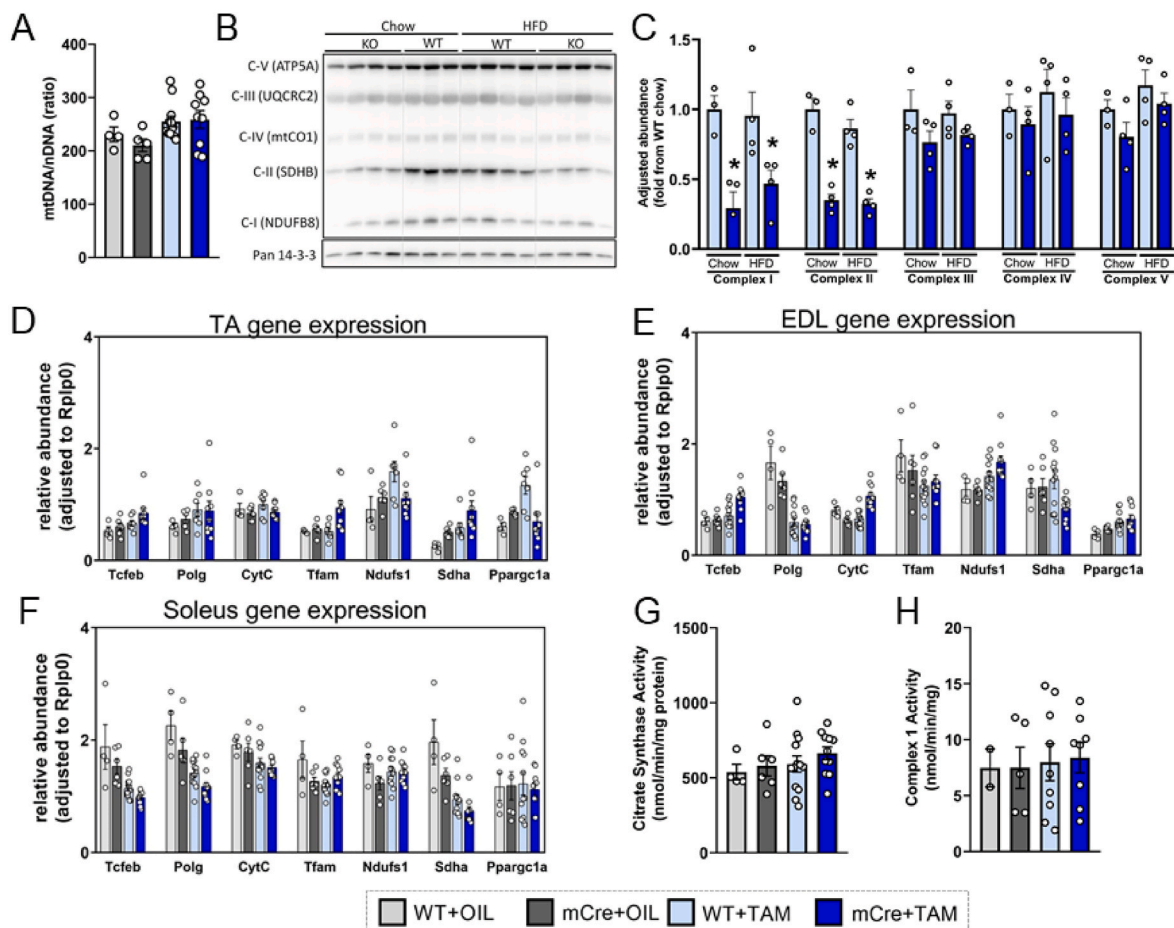 A
mtDNA/nDNA (ratio)
400
300
200
100
0
B
Chow HFD
KO WT WT KO
C-V (ATP5A)
C-III (UQCRC2)
C-IV (mtCO1)
C-II (SDHB)
C-I (NDUFB8)
Pan 14-3-3
C
Adjusted abundance
(fold from WT chow)
1.5
1.0
0.5
0.0
* * * *
Chow HFD Chow HFD Chow HFD Chow HFD Chow HFD
Complex I Complex II Complex III Complex IV Complex V
D
TA gene expression
relative abundance
(adjusted to Rplp0)
4
2
0
Tcfeb Polg CytC Tfam Ndufs1 Sdha Ppargc1a
E
EDL gene expression
relative abundance
(adjusted to Rplp0)
4
2
0
Tcfeb Polg CytC Tfam Ndufs1 Sdha Ppargc1a
F
Soleus gene expression
relative abundance
(adjusted to Rplp0)
4
3
2
1
0
Tcfeb Polg CytC Tfam Ndufs1 Sdha Ppargc1a
G
Citrate Synthase Activity
(nmol/min/mg protein)
1500
1000
500
0
H
Complex 1 Activity
(nmol/min/mg)
20
15
10
5
0
WT+OIL mCre+OIL WT+TAM mCre+TAM